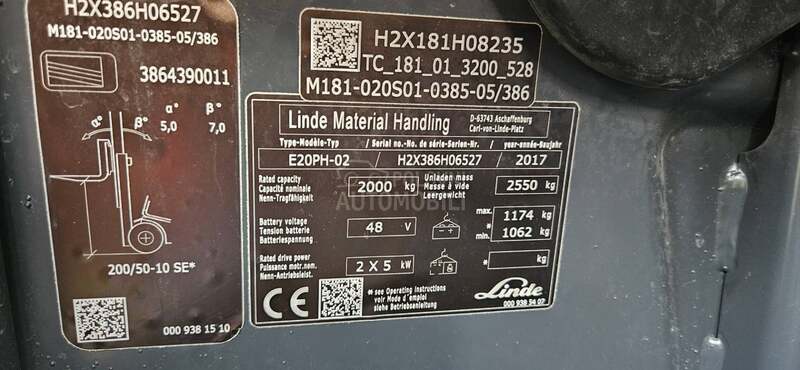 H2X386H06527
M181-020S01-0385-05/386
3864390011
α° β°
α° β° 5,0 7,0
200/50-10 SE*
000 938 15 10
H2X181H08235
TC_181_01_3200_528
M181-020S01-0385-05/386
Linde Material Handling
D-63743 Aschaffenburg
Carl-von-Linde-Platz
Type-Modèle-Typ / Serial no.-No. de série-Serien-Nr. / year-année-Baujahr
E20PH-02 / H2X386H06527 / 2017
Rated capacity
Capacité nominale
Nenn-Tragfähigkeit
2000 kg
Unladen mass
Masse à vide
Leergewicht
2550 kg
Battery voltage
Tension batterie
Batteriespannung
48 V
max. 1174 kg
*
min. 1062 kg
Rated drive power
Puissance motr.nom.
Nenn-Antriebsleist.
2 X 5 kW
* kg
CE
* see Operating instructions
voir Mode d'emploi
siehe Betriebsanleitung
Linde
000 938 54 02
POLOVNI
AUTOMOBILI